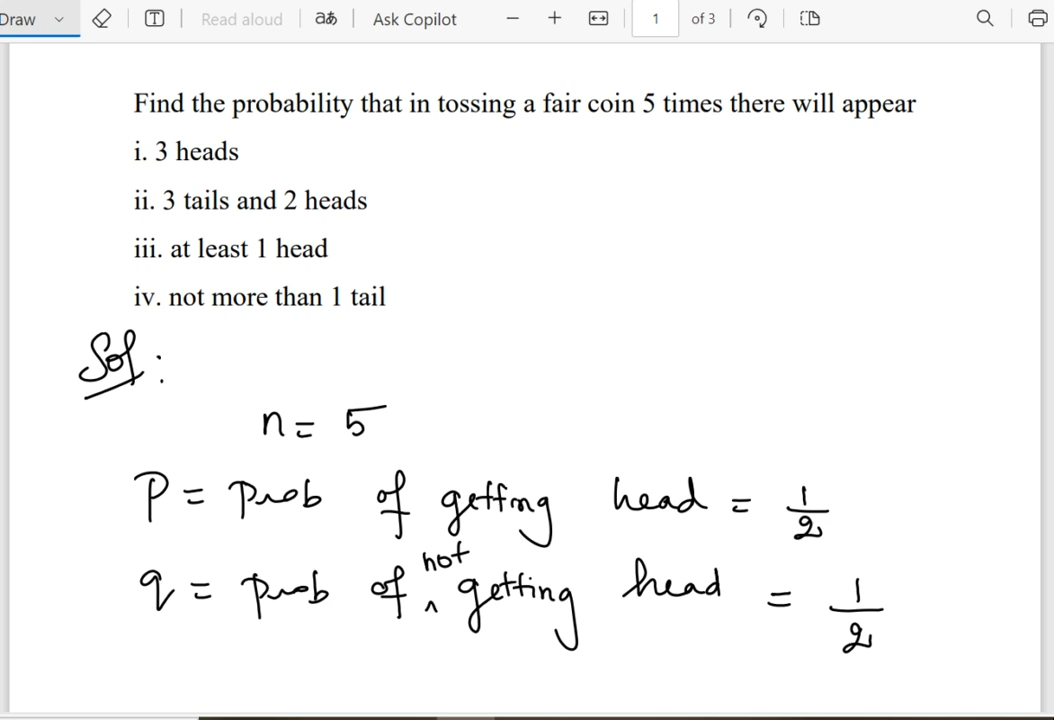 Draw Read aloud aあ Ask Copilot 1 of 3
Find the probability that in tossing a fair coin 5 times there will appear
i. 3 heads
ii. 3 tails and 2 heads
iii. at least 1 head
iv. not more than 1 tail
Sol :
n = 5
P = prob of getting head = 1/2
q = prob of not getting head = 1/2